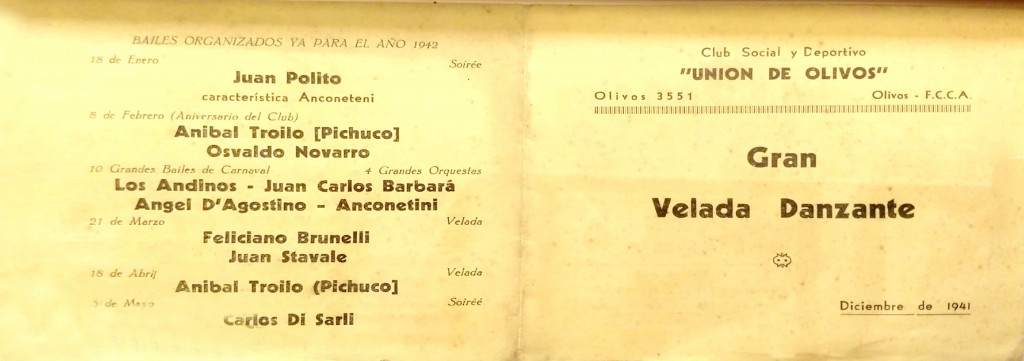 BAILES ORGANIZADOS YA PARA EL AÑO 1942
18 de Enero Soirée
Juan Polito
característica Anconeteni
8 de Febrero (Aniversario del Club)
Anibal Troilo [Pichuco]
Osvaldo Novarro
10 Grandes Bailes de Carnaval 4 Grandes Orquestas
Los Andinos - Juan Carlos Barbará
Angel D'Agostino - Anconetini
21 de Marzo Velada
Feliciano Brunelli
Juan Stavale
18 de Abril Velada
Anibal Troilo (Pichuco]
3 de Mayo Soiréé
Carlos Di Sarli
Club Social y Deportivo
"UNION DE OLIVOS"
Olivos 3551 Olivos - F.C.C.A.
Gran
Velada Danzante
Diciembre de 1941